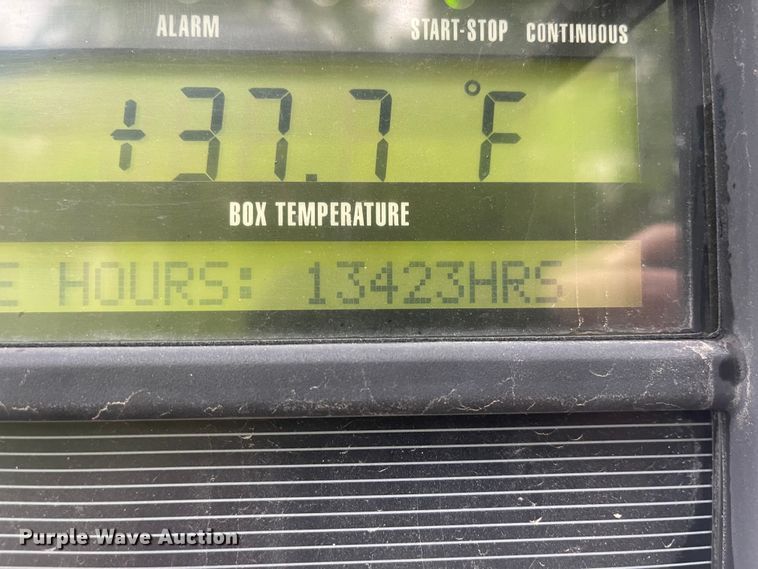 ALARM START-STOP CONTINUOUS
+37.7 °F
BOX TEMPERATURE
E HOURS: 13423HRS
Purple Wave Auction